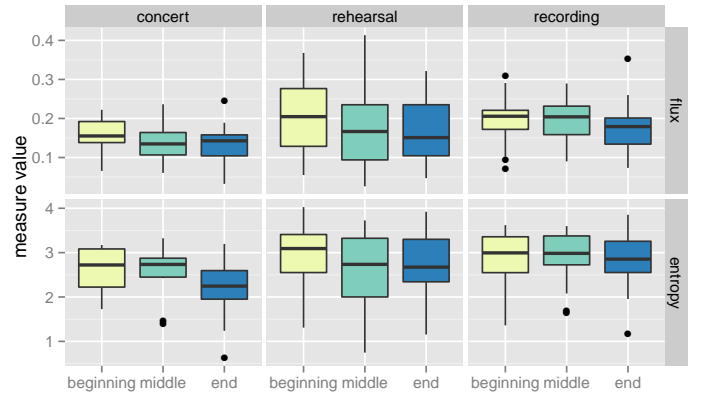 concert rehearsal recording
0.4
0.3
0.2
0.1
flux
measure value
4
3
2
1
entropy
beginning middle end beginning middle end beginning middle end